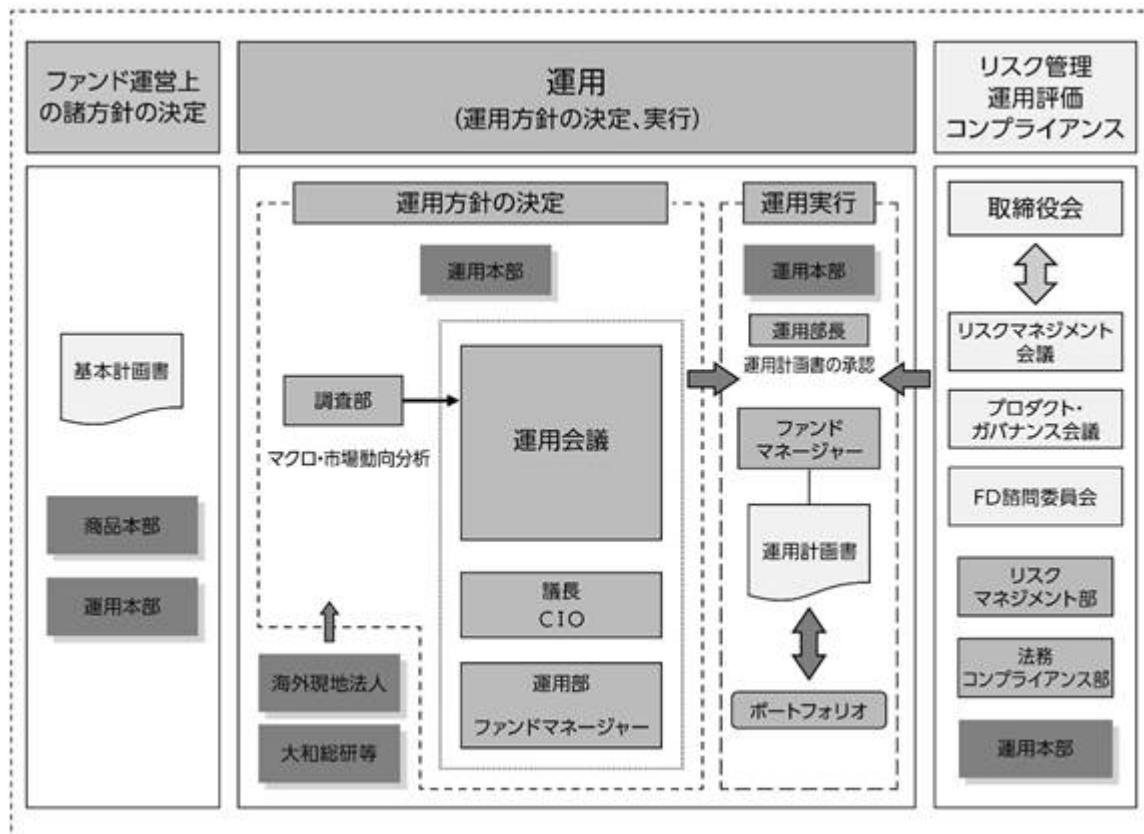 ファンド運営上
の諸方針の決定
運用
(運用方針の決定、実行)
リスク管理
運用評価
コンプライアンス
基本計画書
商品本部
運用本部
運用方針の決定
運用本部
調査部
マクロ・市場動向分析
運用会議
議長
CIO
運用部
ファンドマネージャー
海外現地法人
大和総研等
運用実行
運用本部
運用部長
運用計画書の承認
ファンド
マネージャー
運用計画書
ポートフォリオ
取締役会
リスクマネジメント
会議
プロダクト・
ガバナンス会議
FD諮問委員会
リスク
マネジメント部
法務
コンプライアンス部
運用本部